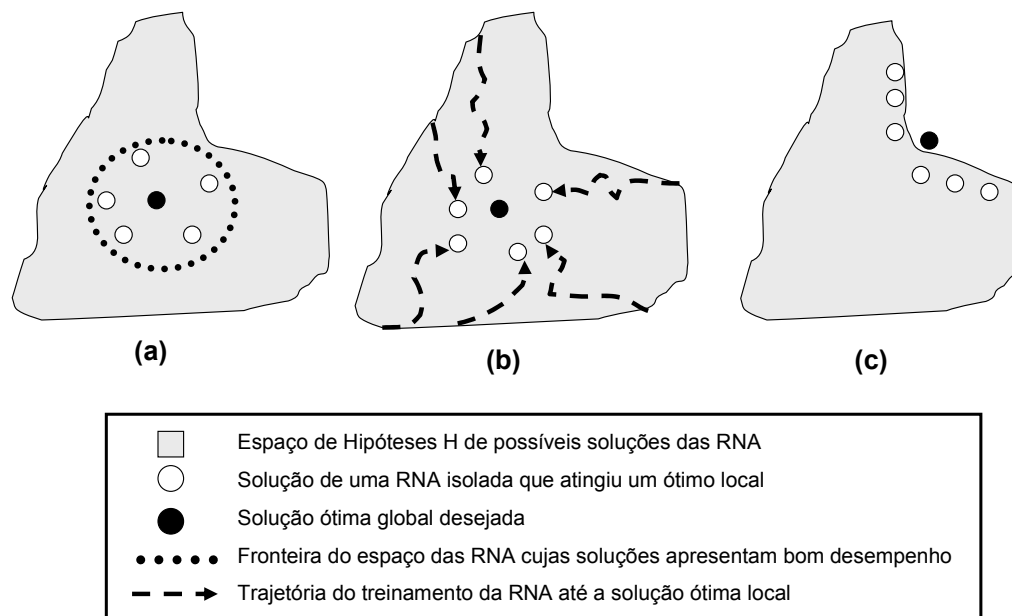 (a)
(b)
(c)
Espaço de Hipóteses H de possíveis soluções das RNA
Solução de uma RNA isolada que atingiu um ótimo local
Solução ótima global desejada
Fronteira do espaço das RNA cujas soluções apresentam bom desempenho
Trajetória do treinamento da RNA até a solução ótima local